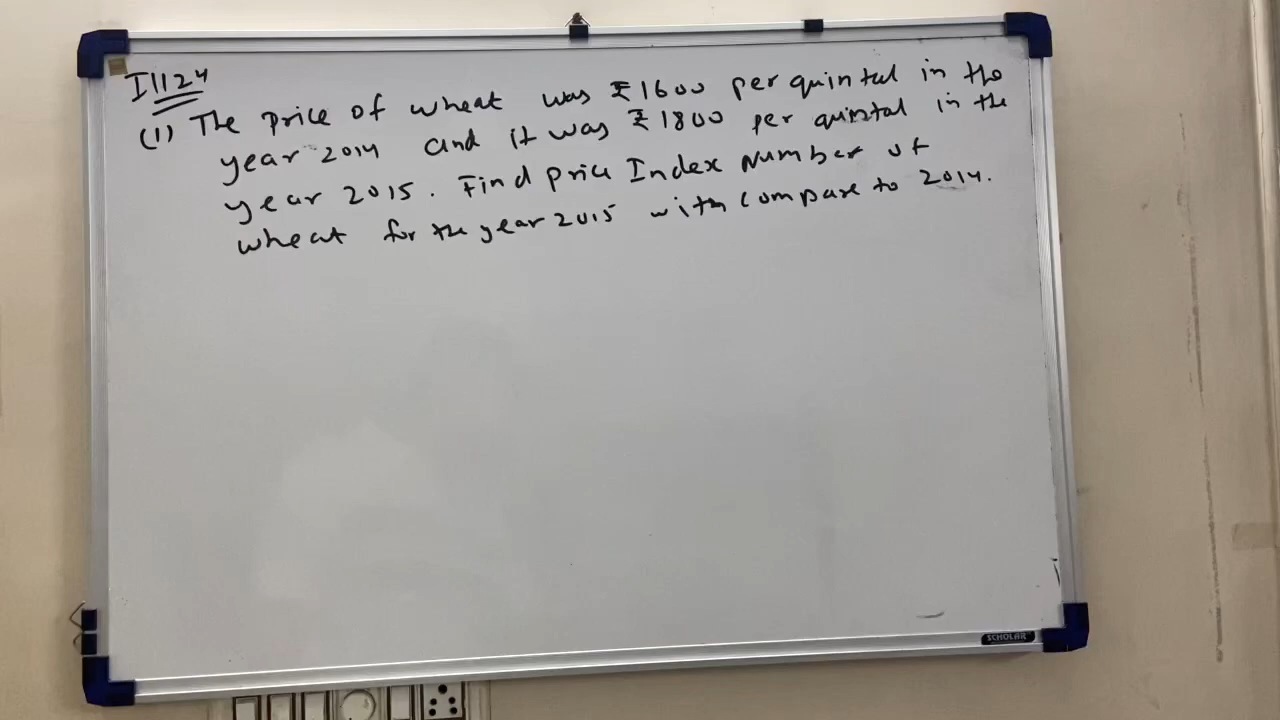 Illus 24
(1) The price of wheat was ₹1600 per quintal in the
year 2014 and it was ₹1800 per quintal in the
year 2015. Find price Index Number of
wheat for the year 2015 with compare to 2014.
SCHOLAR